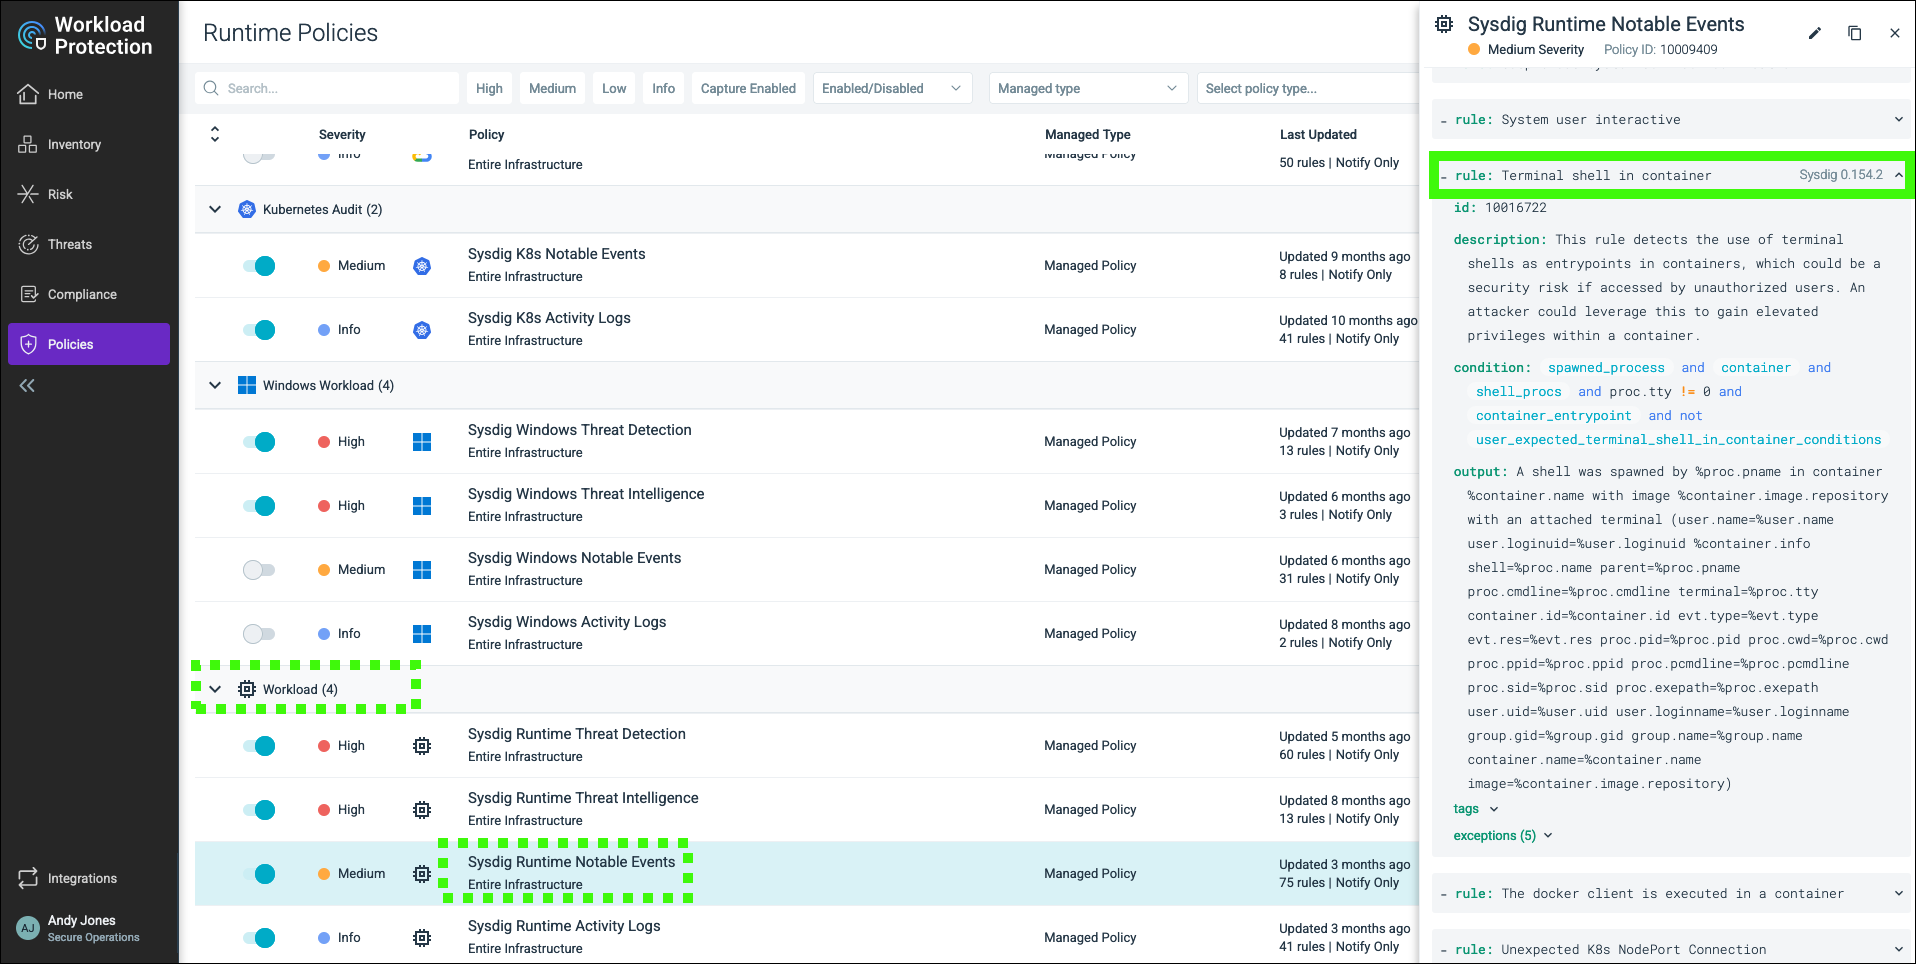 Workload
Protection
Home
Inventory
Risk
Threats
Compliance
Policies
Integrations
AJ
Andy Jones
Secure Operations
Runtime Policies
Search...
High
Medium
Low
Info
Capture Enabled
Enabled/Disabled
Managed type
Select policy type...
Severity
Policy
Managed Type
Last Updated
Info
Entire Infrastructure
Managed Policy
50 rules | Notify Only
Kubernetes Audit (2)
Medium
Sysdig K8s Notable Events
Entire Infrastructure
Managed Policy
Updated 9 months ago
8 rules | Notify Only
Info
Sysdig K8s Activity Logs
Entire Infrastructure
Managed Policy
Updated 10 months ago
41 rules | Notify Only
Windows Workload (4)
High
Sysdig Windows Threat Detection
Entire Infrastructure
Managed Policy
Updated 7 months ago
13 rules | Notify Only
High
Sysdig Windows Threat Intelligence
Entire Infrastructure
Managed Policy
Updated 6 months ago
3 rules | Notify Only
Medium
Sysdig Windows Notable Events
Entire Infrastructure
Managed Policy
Updated 6 months ago
31 rules | Notify Only
Info
Sysdig Windows Activity Logs
Entire Infrastructure
Managed Policy
Updated 8 months ago
2 rules | Notify Only
Workload (4)
High
Sysdig Runtime Threat Detection
Entire Infrastructure
Managed Policy
Updated 5 months ago
60 rules | Notify Only
High
Sysdig Runtime Threat Intelligence
Entire Infrastructure
Managed Policy
Updated 8 months ago
13 rules | Notify Only
Medium
Sysdig Runtime Notable Events
Entire Infrastructure
Managed Policy
Updated 3 months ago
75 rules | Notify Only
Info
Sysdig Runtime Activity Logs
Entire Infrastructure
Managed Policy
Updated 3 months ago
41 rules | Notify Only
Sysdig Runtime Notable Events
Medium Severity Policy ID: 10009409
- rule: System user interactive
- rule: Terminal shell in container Sysdig 0.154.2
id: 10016722
description: This rule detects the use of terminal
shells as entrypoints in containers, which could be a
security risk if accessed by unauthorized users. An
attacker could leverage this to gain elevated
privileges within a container.
condition: spawned_process and container and
shell_procs and proc.tty != 0 and
container_entrypoint and not
user_expected_terminal_shell_in_container_conditions
output: A shell was spawned by %proc.pname in container
%container.name with image %container.image.repository
with an attached terminal (user.name=%user.name
user.loginuid=%user.loginuid %container.info
shell=%proc.name parent=%proc.pname
proc.cmdline=%proc.cmdline terminal=%proc.tty
container.id=%container.id evt.type=%evt.type
evt.res=%evt.res proc.pid=%proc.pid proc.cwd=%proc.cwd
proc.ppid=%proc.ppid proc.pcmdline=%proc.pcmdline
proc.sid=%proc.sid proc.exepath=%proc.exepath
user.uid=%user.uid user.loginname=%user.loginname
group.gid=%group.gid group.name=%group.name
container.name=%container.name
image=%container.image.repository)
tags
exceptions (5)
- rule: The docker client is executed in a container
- rule: Unexpected K8s NodePort Connection